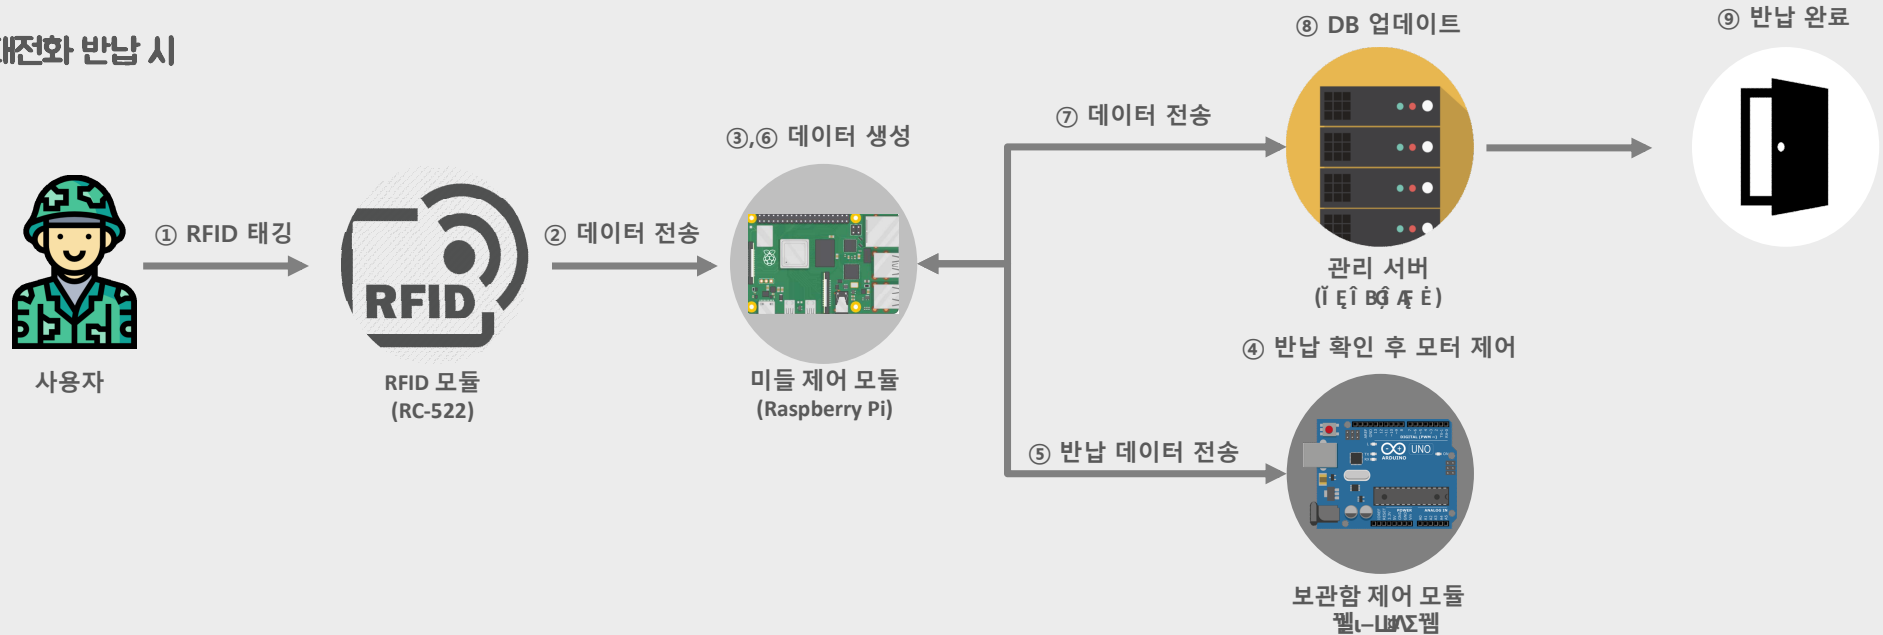 대전화 반납 시
① RFID 태깅
RFID
② 데이터 전송
③,⑥ 데이터 생성
⑦ 데이터 전송
⑧ DB 업데이트
⑨ 반납 완료
④ 반납 확인 후 모터 제어
⑤ 반납 데이터 전송
사용자
RFID 모듈
(RC-522)
미들 제어 모듈
(Raspberry Pi)
관리 서버
UNO
ARDUINO
보관함 제어 모듈